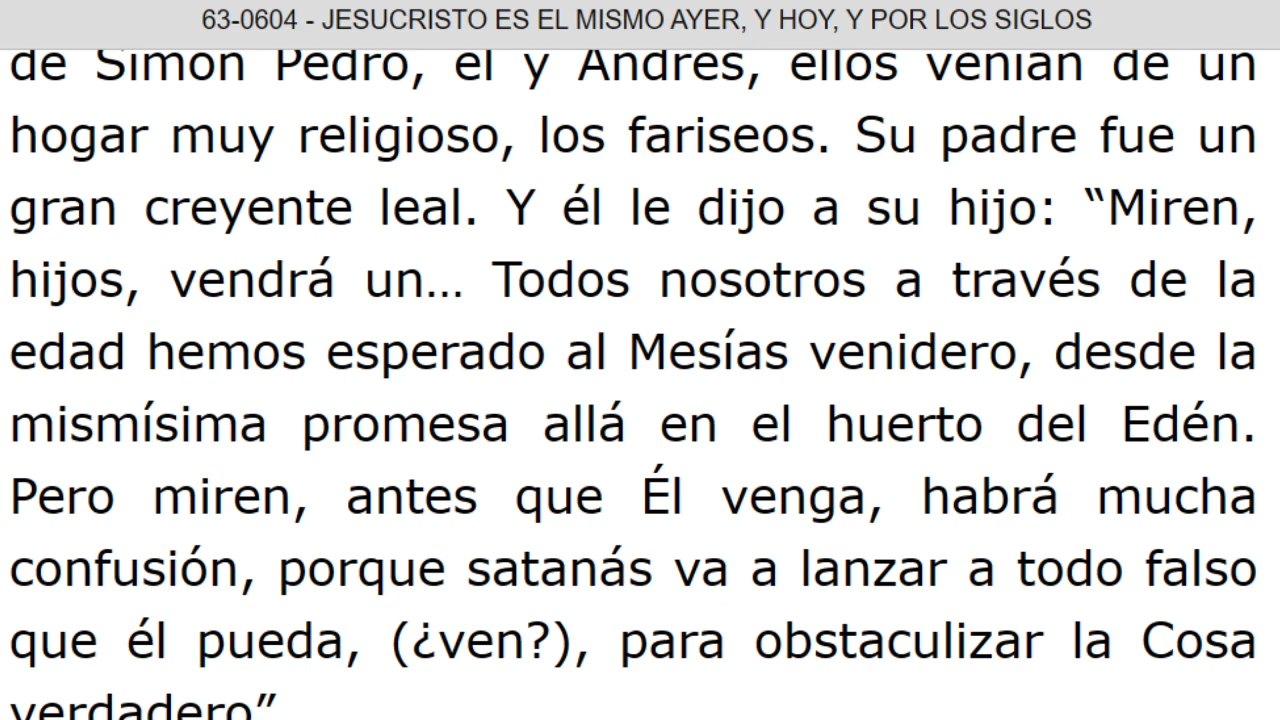 63-0604 - JESUCRISTO ES EL MISMO AYER, Y HOY, Y POR LOS SIGLOS
de Simón Pedro, él y Andrés, ellos venían de un
hogar muy religioso, los fariseos. Su padre fue un
gran creyente leal. Y él le dijo a su hijo: “Miren,
hijos, vendrá un… Todos nosotros a través de la
edad hemos esperado al Mesías venidero, desde la
mismísima promesa allá en el huerto del Edén.
Pero miren, antes que Él venga, habrá mucha
confusión, porque satanás va a lanzar a todo falso
que él pueda, (¿ven?), para obstaculizar la Cosa
verdadero”